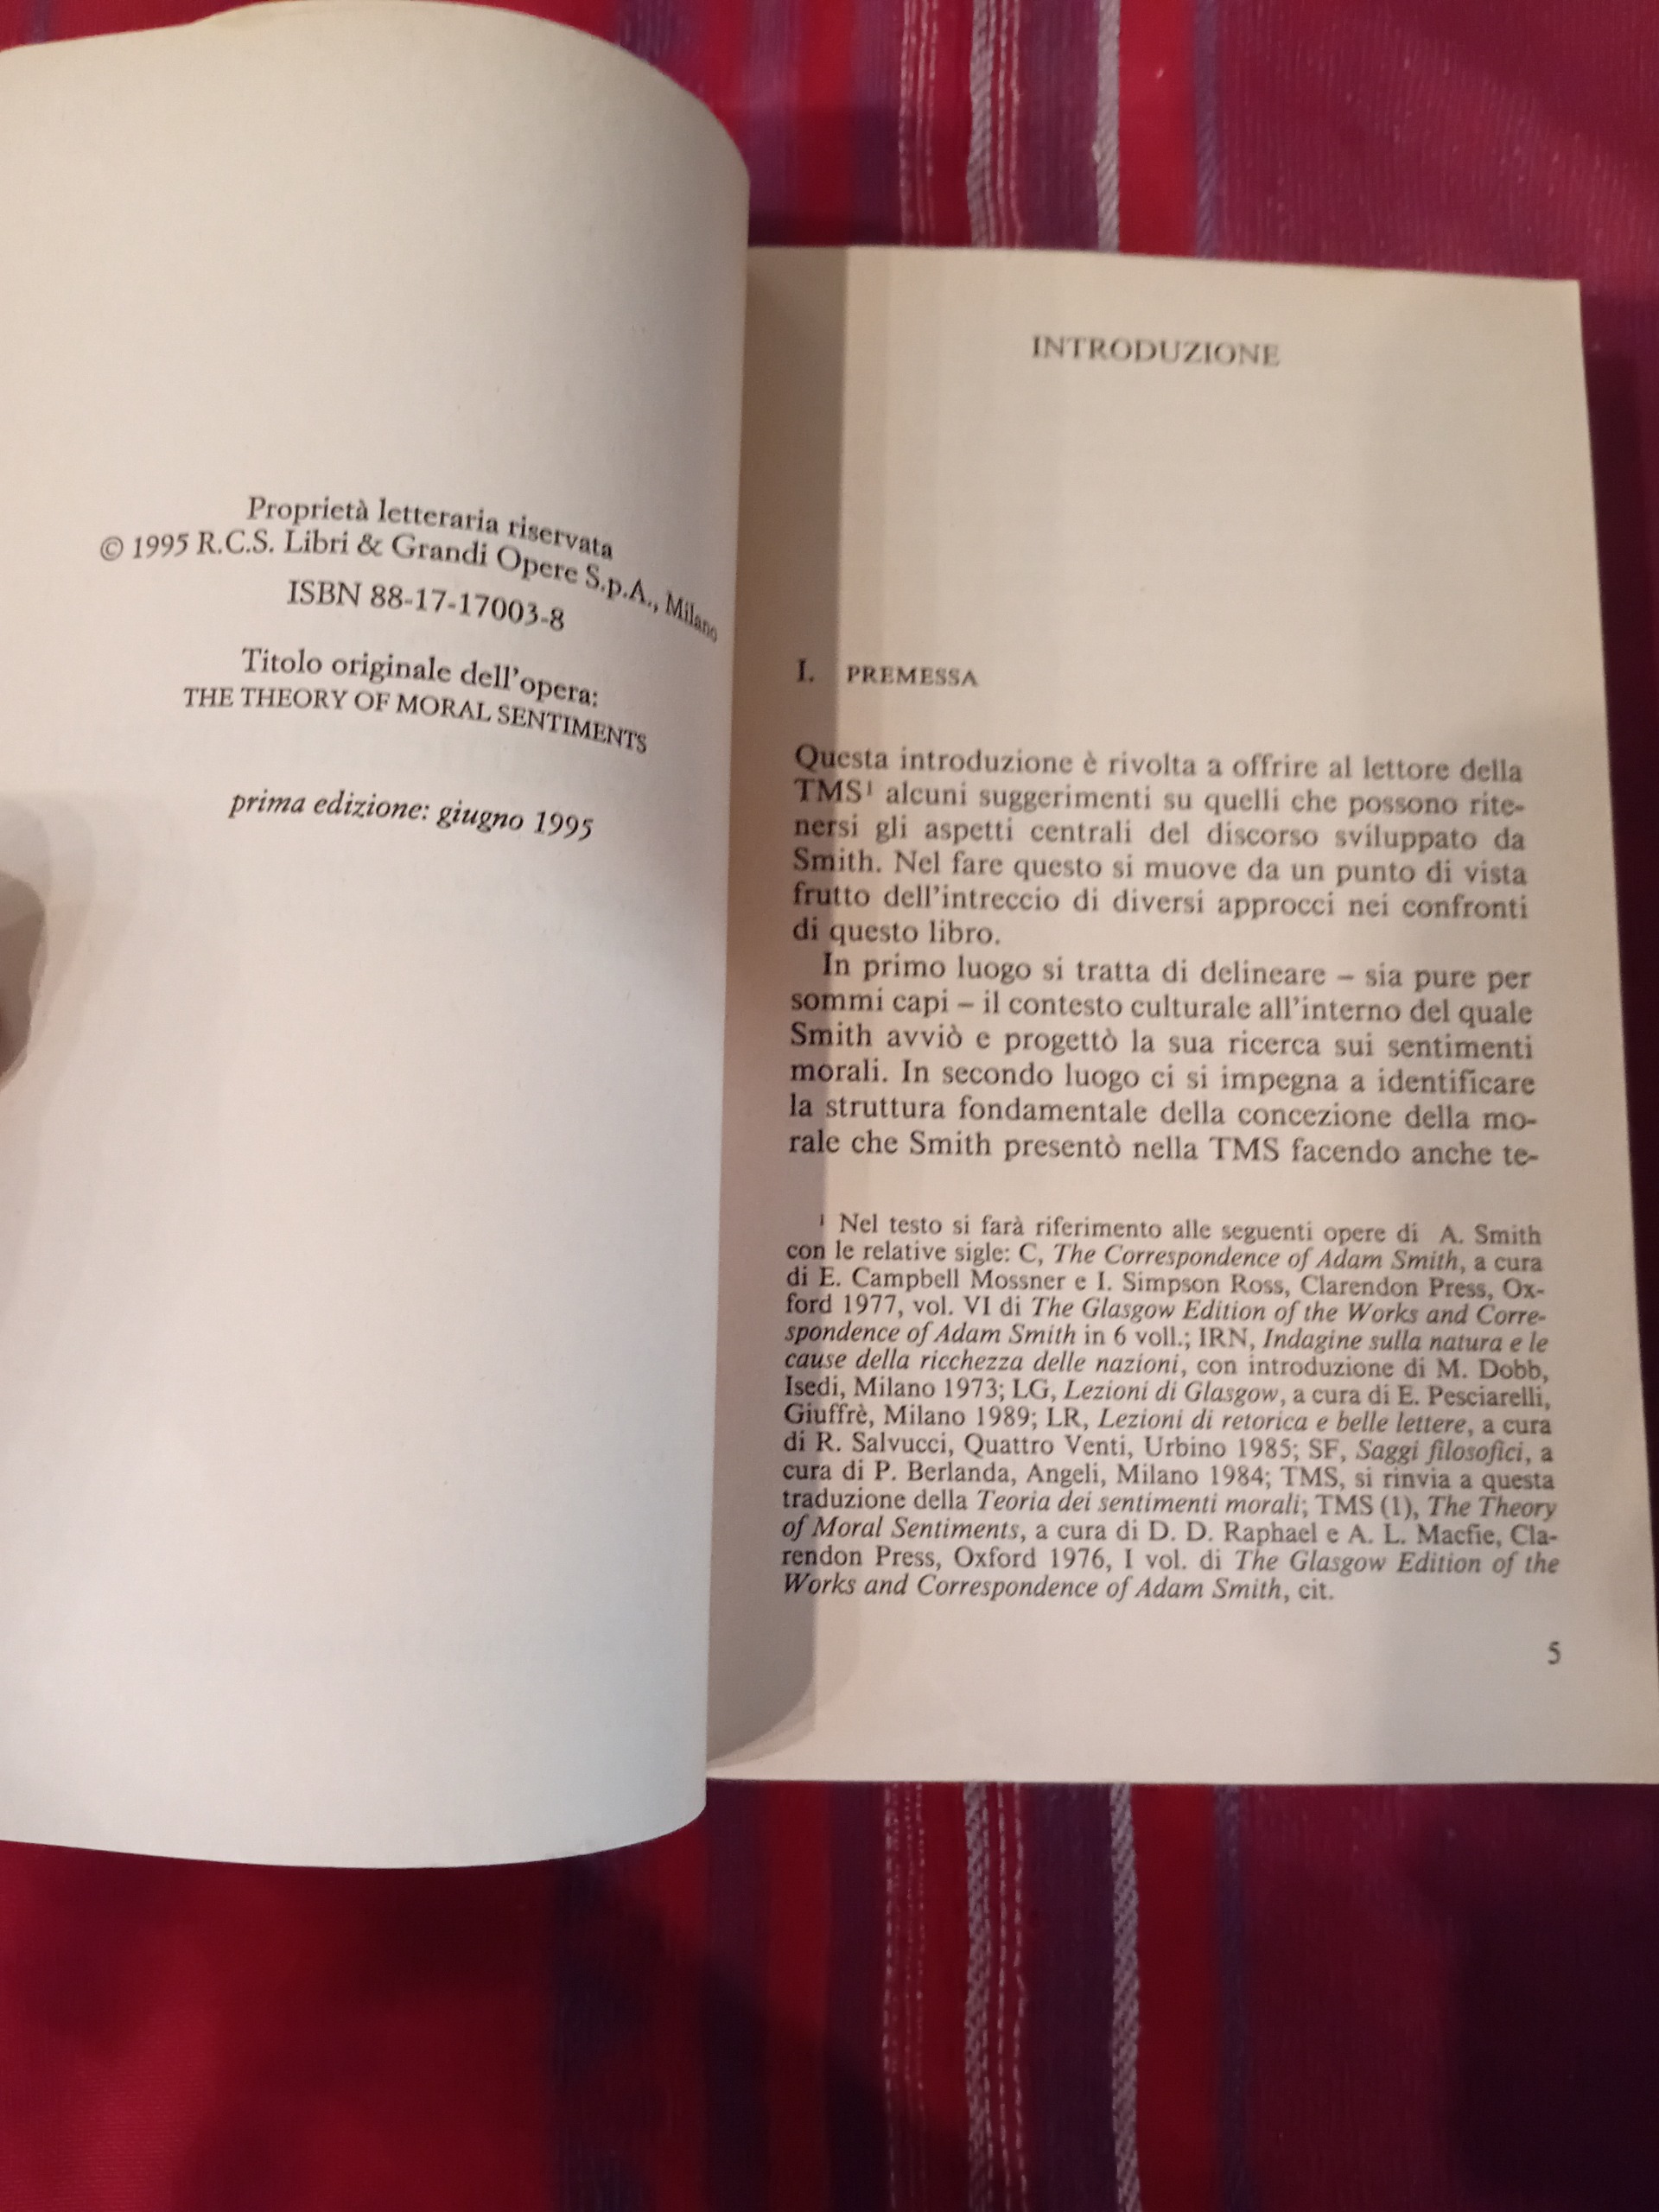 Proprietà letteraria riservata
© 1995 R.C.S. Libri & Grandi Opere S.p.A., Milano
ISBN 88-17-17003-8
Titolo originale dell'opera:
THE THEORY OF MORAL SENTIMENTS
prima edizione: giugno 1995
INTRODUZIONE
I. PREMESSA
Questa introduzione è rivolta a offrire al lettore della
TMS¹ alcuni suggerimenti su quelli che possono rite-
nersi gli aspetti centrali del discorso sviluppato da
Smith. Nel fare questo si muove da un punto di vista
frutto dell'intreccio di diversi approcci nei confronti
di questo libro.
In primo luogo si tratta di delineare – sia pure per
sommi capi – il contesto culturale all'interno del quale
Smith avviò e progettò la sua ricerca sui sentimenti
morali. In secondo luogo ci si impegna a identificare
la struttura fondamentale della concezione della mo-
rale che Smith presentò nella TMS facendo anche te-
¹ Nel testo si farà riferimento alle seguenti opere di A. Smith
con le relative sigle: C, The Correspondence of Adam Smith, a cura
di E. Campbell Mossner e I. Simpson Ross, Clarendon Press, Ox-
ford 1977, vol. VI di The Glasgow Edition of the Works and Corre-
spondence of Adam Smith in 6 voll.; IRN, Indagine sulla natura e le
cause della ricchezza delle nazioni, con introduzione di M. Dobb,
Isedi, Milano 1973; LG, Lezioni di Glasgow, a cura di E. Pesciarelli,
Giuffrè, Milano 1989; LR, Lezioni di retorica e belle lettere, a cura
di R. Salvucci, Quattro Venti, Urbino 1985; SF, Saggi filosofici, a
cura di P. Berlanda, Angeli, Milano 1984; TMS, si rinvia a questa
traduzione della Teoria dei sentimenti morali; TMS (1), The Theory
of Moral Sentiments, a cura di D. D. Raphael e A. L. Macfie, Cla-
rendon Press, Oxford 1976, I vol. di The Glasgow Edition of the
Works and Correspondence of Adam Smith, cit.
5